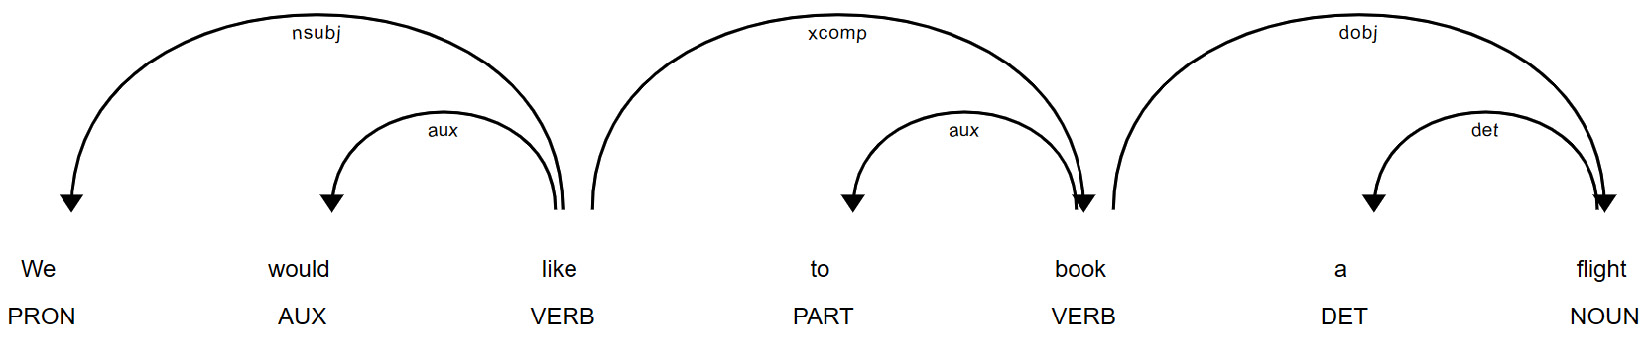 nsubj xcomp dobj
aux aux det
We would like to book a flight
PRON AUX VERB PART VERB DET NOUN